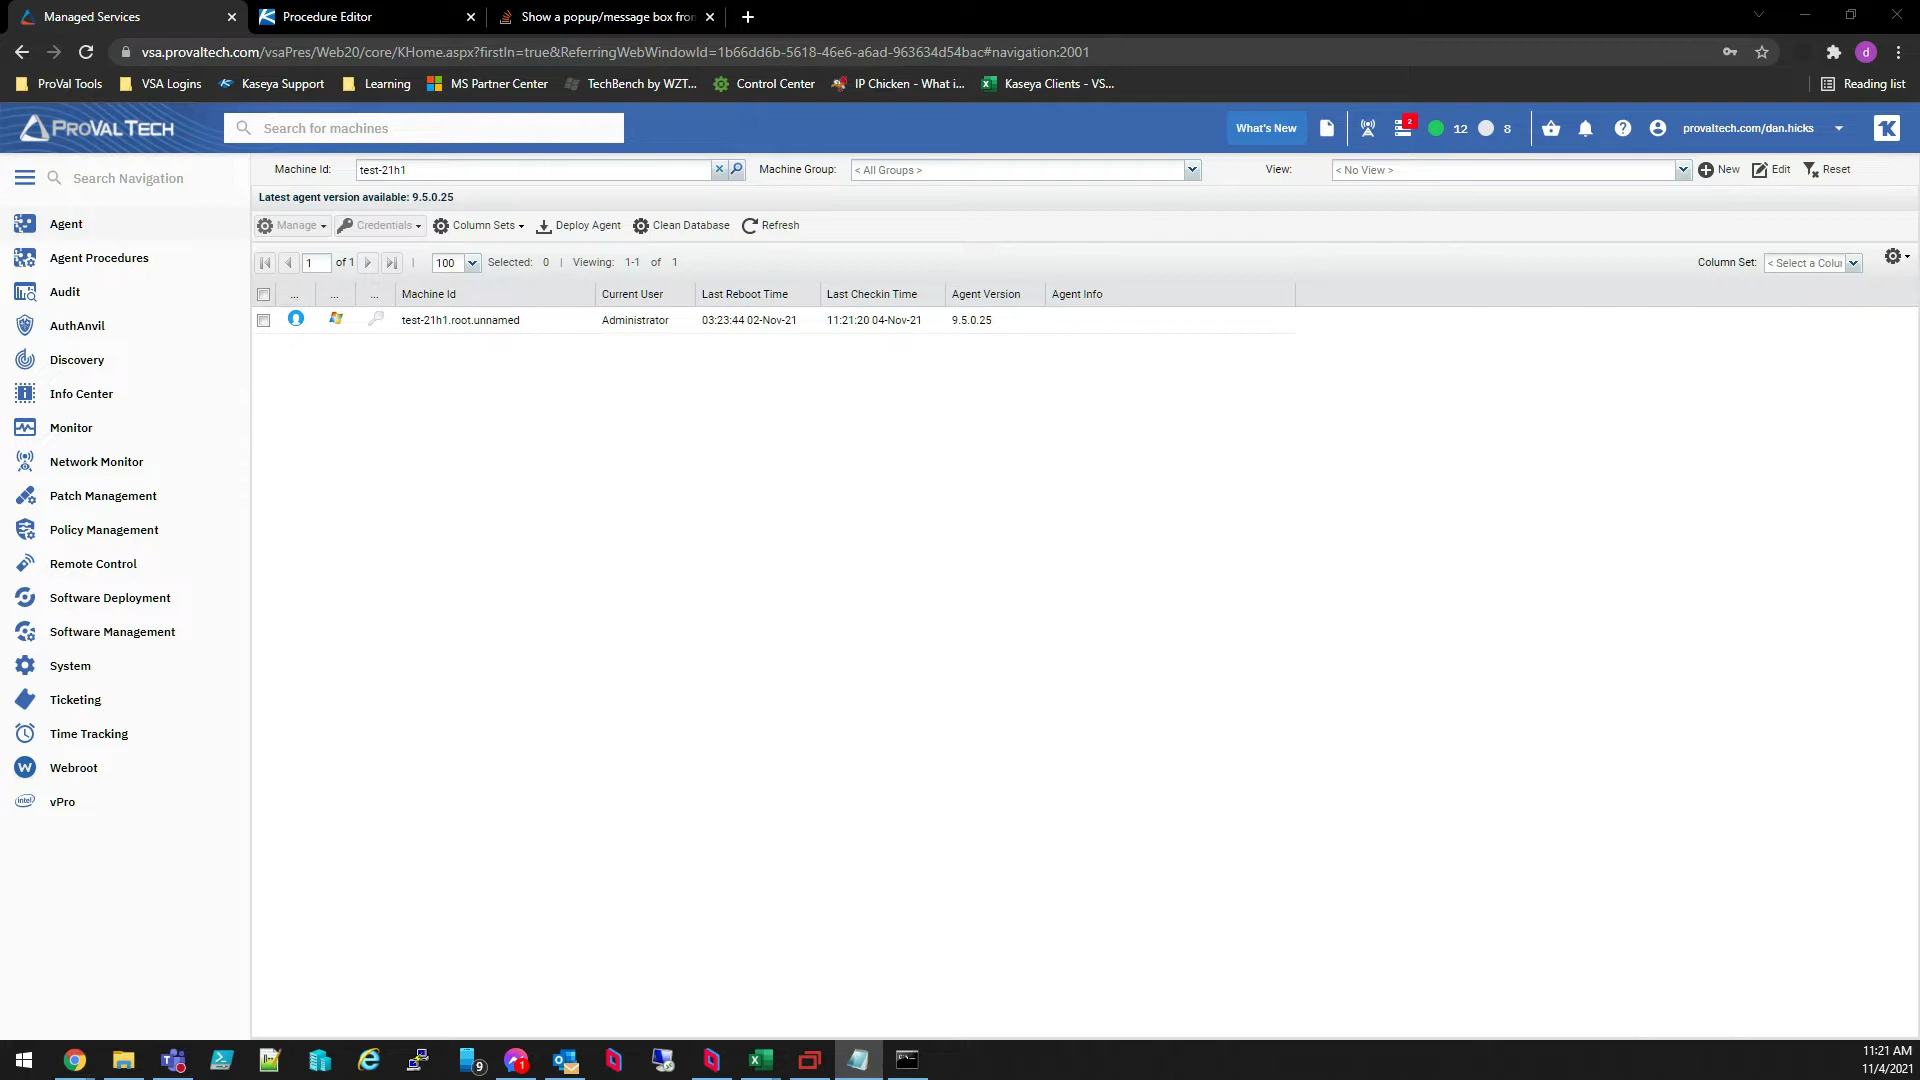 Managed Services
Procedure Editor
Show a popup/message box fron
vsa.provaltech.com/vsaPres/Web20/core/KHome.aspx?firstIn=true&ReferringWebWindowId=1b66dd6b-5618-46e6-a6ad-963634d54bac#navigation:2001
d
ProVal Tools
VSA Logins
Kaseya Support
Learning
MS Partner Center
TechBench by WZT...
Control Center
IP Chicken - What i...
Kaseya Clients - VS...
Reading list
PROVAL TECH
Search for machines
What's New
2
12
8
provaltech.com/dan.hicks
Search Navigation
Machine Id:
test-21h1
Machine Group:
< All Groups >
View:
< No View >
New
Edit
Reset
Latest agent version available: 9.5.0.25
Agent
Manage
Credentials
Column Sets
Deploy Agent
Clean Database
Refresh
Agent Procedures
1
of 1
100
Selected: 0 | Viewing: 1-1 of 1
Column Set:
< Select a Colu
Audit
... ... ... Machine Id Current User Last Reboot Time Last Checkin Time Agent Version Agent Info
test-21h1.root.unnamed Administrator 03:23:44 02-Nov-21 11:21:20 04-Nov-21 9.5.0.25
AuthAnvil
Discovery
Info Center
Monitor
Network Monitor
Patch Management
Policy Management
Remote Control
Software Deployment
Software Management
System
Ticketing
Time Tracking
W
Webroot
intel
vPro
9
1
11:21 AM
11/4/2021